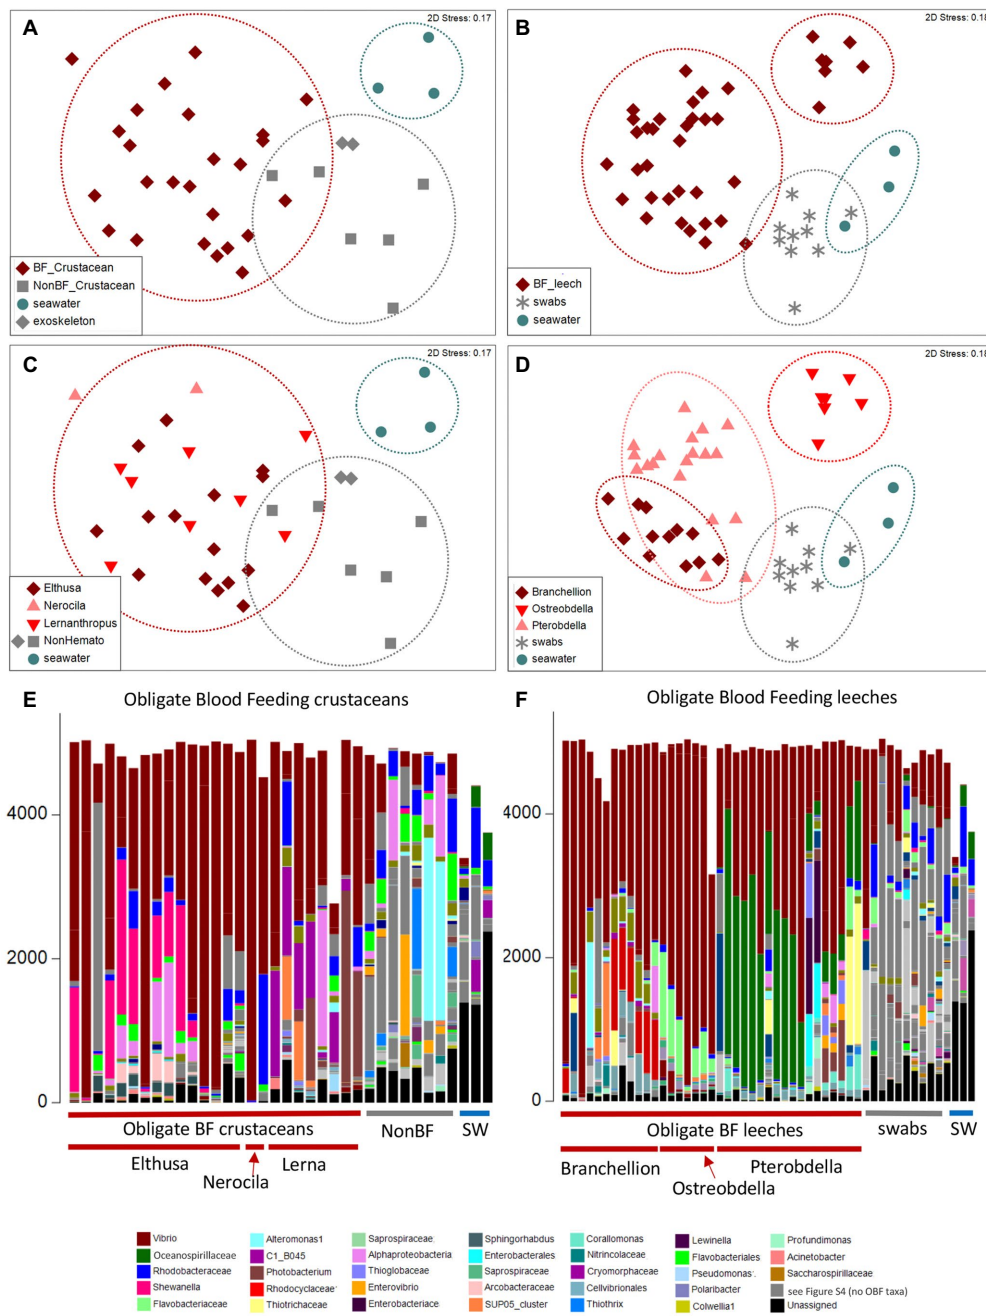 A
2D Stress: 0.17
BF_Crustacean
NonBF_Crustacean
seawater
exoskeleton
B
2D Stress: 0.18
BF_leech
swabs
seawater
C
2D Stress: 0.17
Elthusa
Nerocila
Lernanthropus
NonHemato
seawater
D
2D Stress: 0.18
Branchellion
Ostreobdella
Pterobdella
swabs
seawater
E
Obligate Blood Feeding crustaceans
4000
2000
0
Obligate BF crustaceans
NonBF
SW
Elthusa
Nerocila
Lerna
F
Obligate Blood Feeding leeches
4000
2000
0
Obligate BF leeches
swabs
SW
Branchellion
Ostreobdella
Pterobdella
Vibrio
Oceanospirillaceae
Rhodobacteraceae
Shewanella
Flavobacteriaceae
Alteromonas1
C1_B045
Photobacterium
Rhodocyclaceae
Thiotrichaceae
Saprospiraceae
Alphaproteobacteria
Thioglobaceae
Enterovibrio
Enterobacteriace
Sphingorhabdus
Enterobacterales
Saprospiraceae
Arcobacteraceae
SUP05_cluster
Corallomonas
Nitrincolaceae
Cryomorphaceae
Cellvibrionales
Thiothrix
Lewinella
Flavobacteriales
Pseudomonas
Polaribacter
Colwellia1
Profundimonas
Acinetobacter
Saccharospirillaceae
see Figure S4 (no OBF taxa)
Unassigned